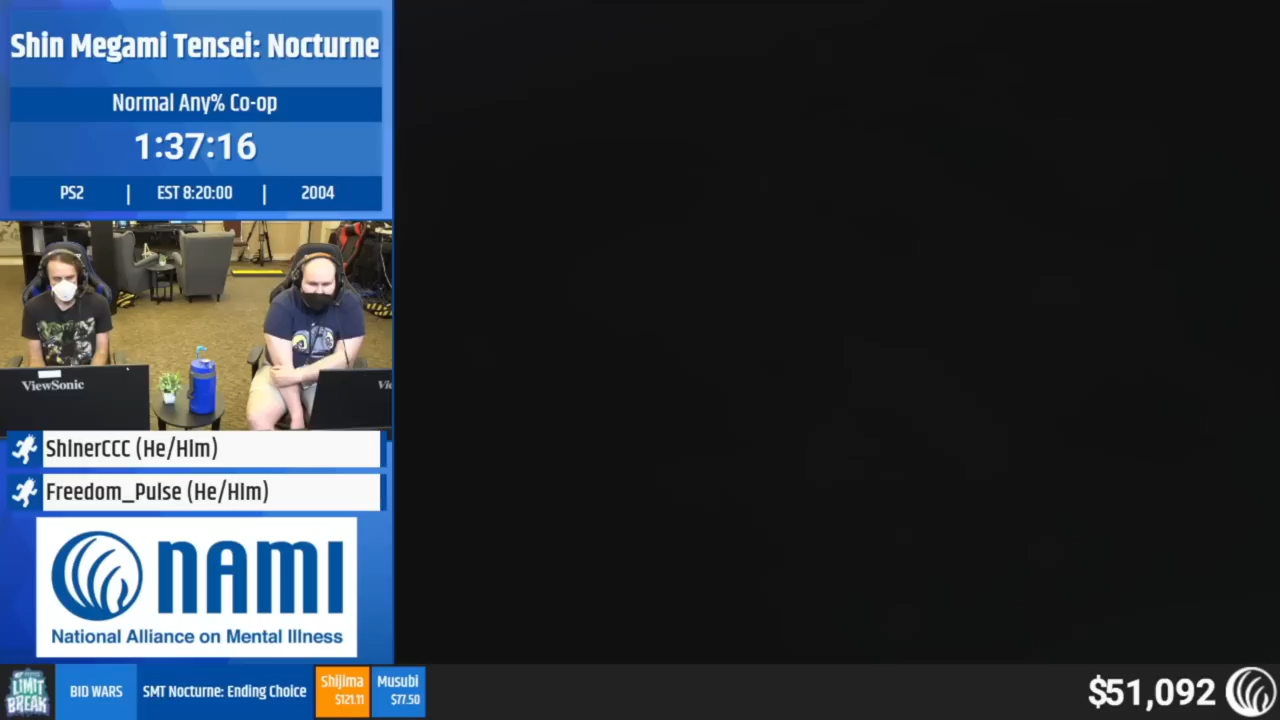 Shin Megami Tensei: Nocturne
Normal Any% Co-op
1:37:16
PS2 | EST 8:20:00 | 2004
ViewSonic
Vi
ShinerCCC (He/Him)
Freedom_Pulse (He/Him)
NAMI
National Alliance on Mental Illness
LIMIT
BREAK
BID WARS
SMT Nocturne: Ending Choice
Shijima
$121.11
Musubi
$77.50
$51,092